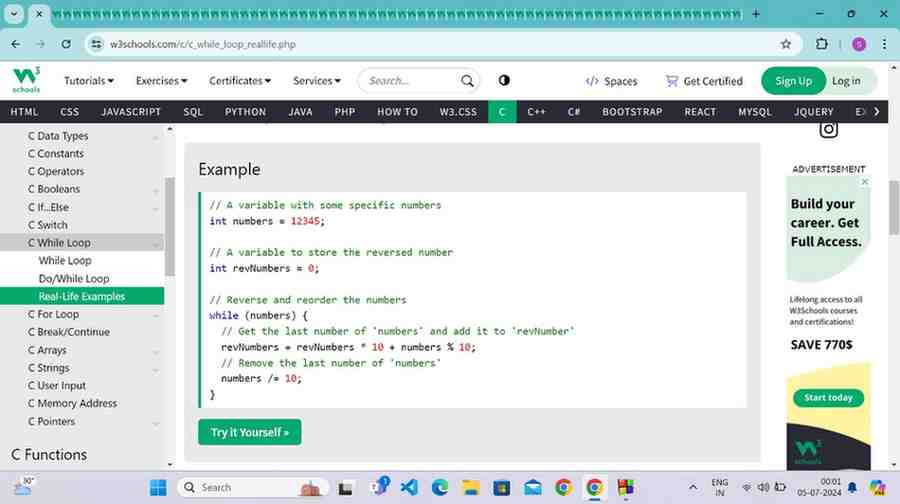 w3schools.com/c/c_while_loop_reallife.php
S
W3 schools
Tutorials
Exercises
Certificates
Services
Search...
</> Spaces
Get Certified
Sign Up
Log in
HTML CSS JAVASCRIPT SQL PYTHON JAVA PHP HOW TO W3.CSS C C++ C# BOOTSTRAP REACT MYSQL JQUERY
C Data Types
C Constants
C Operators
C Booleans
C If...Else
C Switch
C While Loop
While Loop
Do/While Loop
Real-Life Examples
C For Loop
C Break/Continue
C Arrays
C Strings
C User Input
C Memory Address
C Pointers
C Functions
Example
// A variable with some specific numbers
int numbers = 12345;
// A variable to store the reversed number
int revNumbers = 0;
// Reverse and reorder the numbers
while (numbers) {
// Get the last number of 'numbers' and add it to 'revNumber'
revNumbers = revNumbers * 10 + numbers % 10;
// Remove the last number of 'numbers'
numbers /= 10;
}
Try it Yourself »
ADVERTISEMENT
Build your
career. Get
Full Access.
Lifelong access to all
W3Schools courses
and certifications!
SAVE 770$
Start today
W3 schools
30°
Search
ENG
IN
00:01
05-07-2024